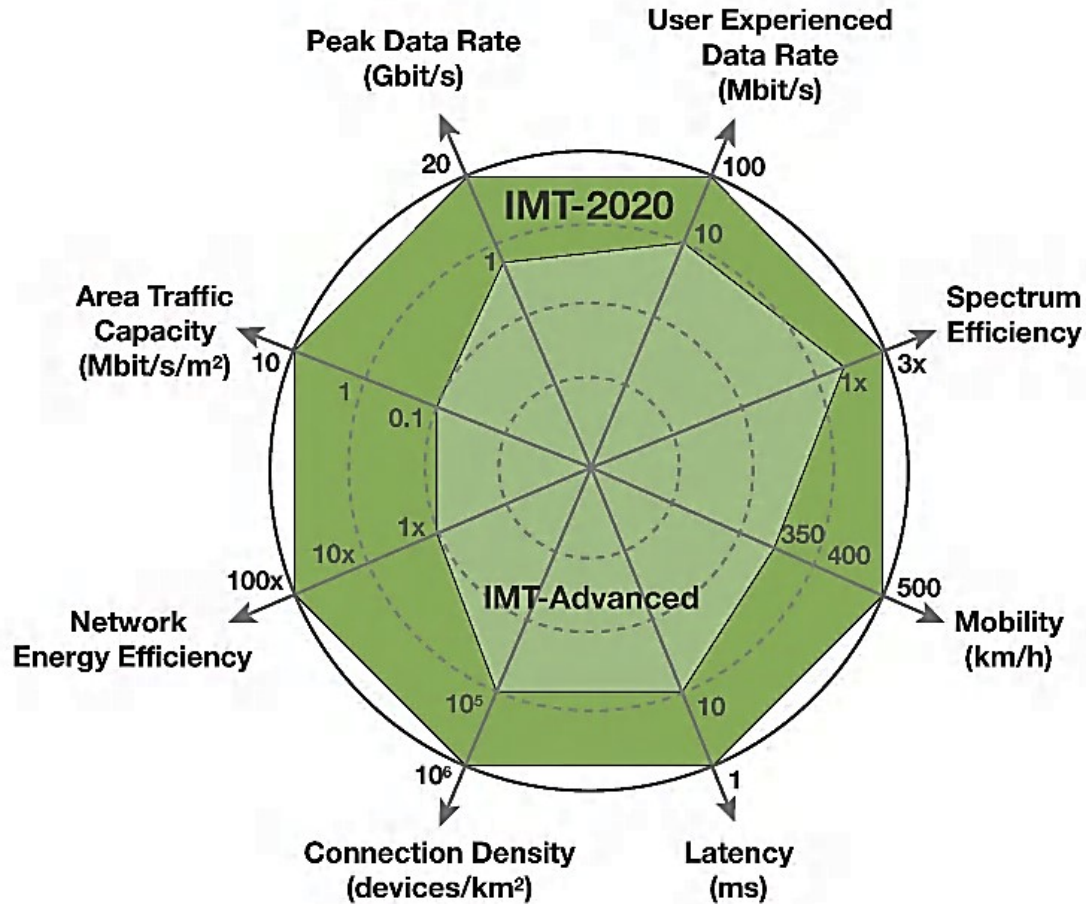 User Experienced
Data Rate
(Mbit/s)
Peak Data Rate
(Gbit/s)
20
100
IMT-2020
10
1
Area Traffic
Capacity
(Mbit/s/m²)
Spectrum
Efficiency
10
3x
1
1x
0.1
1x
350
10x
400
100x
500
IMT-Advanced
Network
Energy Efficiency
Mobility
(km/h)
10⁵
10
10⁶
1
Connection Density
(devices/km²)
Latency
(ms)